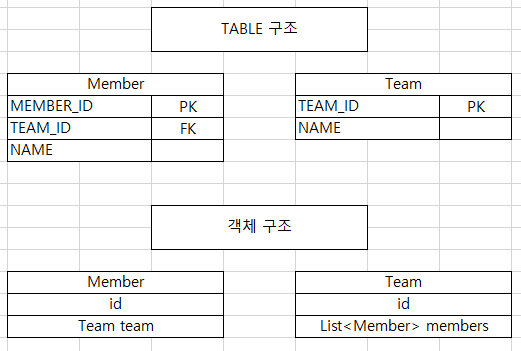 TABLE 구조
Member
MEMBER_ID PK
TEAM_ID FK
NAME
Team
TEAM_ID PK
NAME
객체 구조
Member
id
Team team
Team
id
List<Member> members